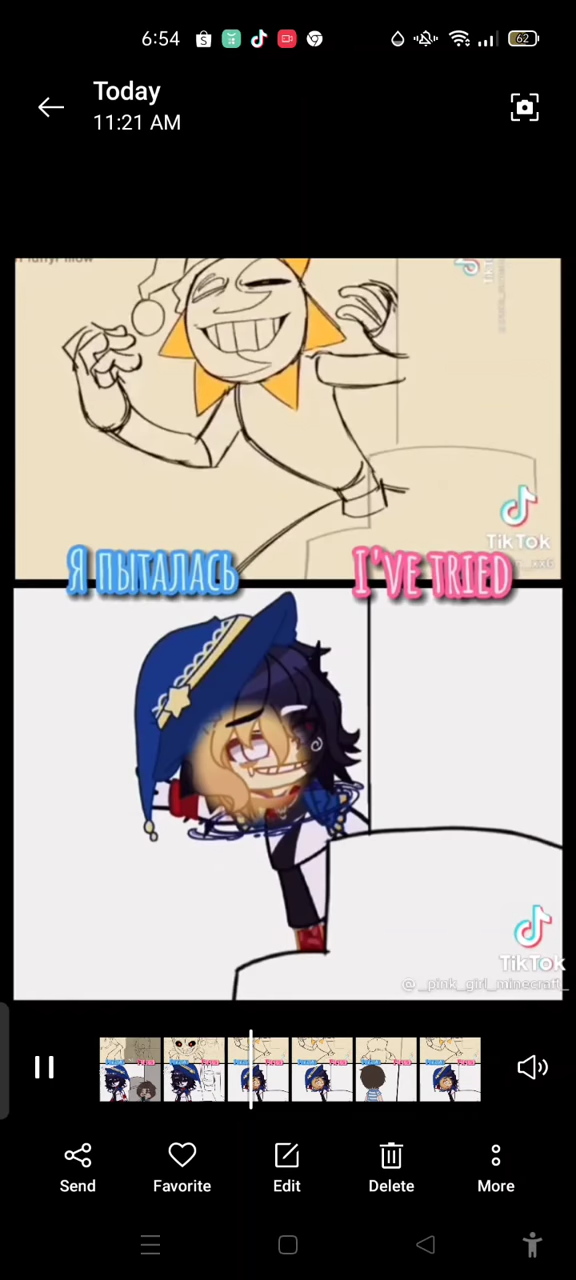 6:54
62
Today
11:21 AM
TikTok
Я пыталась
I've tried
TikTok
@_pink_girl_minecraft_
Send
Favorite
Edit
Delete
More